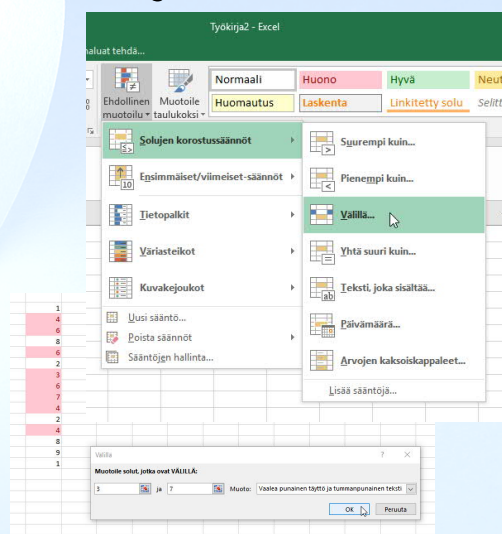 Työkirja2 - Excel
haluat tehdä...
Ehdollinen muotoilu
Muotoile taulukoksi
Normaali
Huono
Hyvä
Neut
Huomautus
Laskenta
Linkitetty solu
Selitt
Solujen korostussäännöt
Ensimmäiset/viimeiset-säännöt
Tietopalkit
Väriasteikot
Kuvakejoukot
Uusi sääntö...
Poista säännöt
Sääntöjen hallinta...
Suurempi kuin...
Pienempi kuin...
Välillä...
Yhtä suuri kuin...
Teksti, joka sisältää...
Päivämäärä...
Arvojen kaksoiskappaleet...
Lisää sääntöjä...
1
4
6
8
6
2
3
6
7
4
2
4
8
9
1
Välillä
? ×
Muotoile solut, jotka ovat VÄLILLÄ:
3 ja 7 Muoto: Vaalea punainen täyttö ja tummanpunainen teksti
OK Peruuta